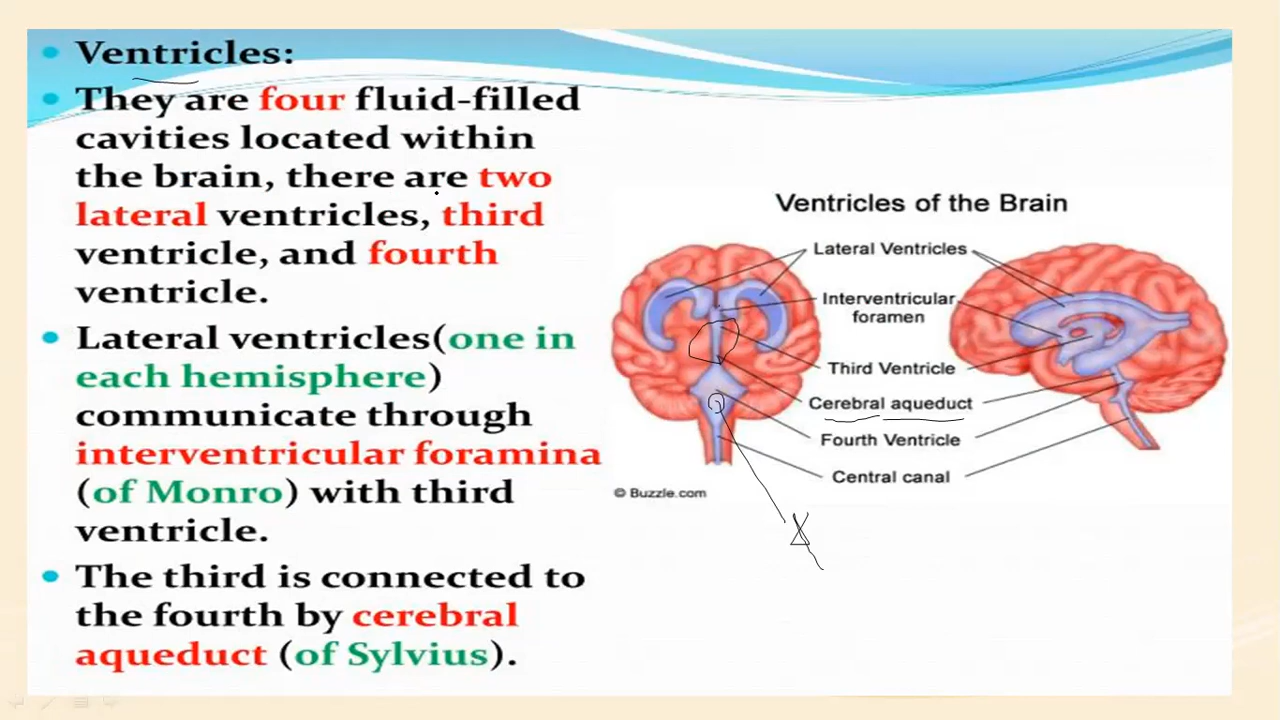 Ventricles:
They are four fluid-filled
cavities located within
the brain, there are two
lateral ventricles, third
ventricle, and fourth
ventricle.
Lateral ventricles(one in
each hemisphere)
communicate through
interventricular foramina
(of Monro) with third
ventricle.
The third is connected to
the fourth by cerebral
aqueduct (of Sylvius).
Ventricles of the Brain
Lateral Ventricles
Interventricular
foramen
Third Ventricle
Cerebral aqueduct
Fourth Ventricle
Central canal
© Buzzle.com